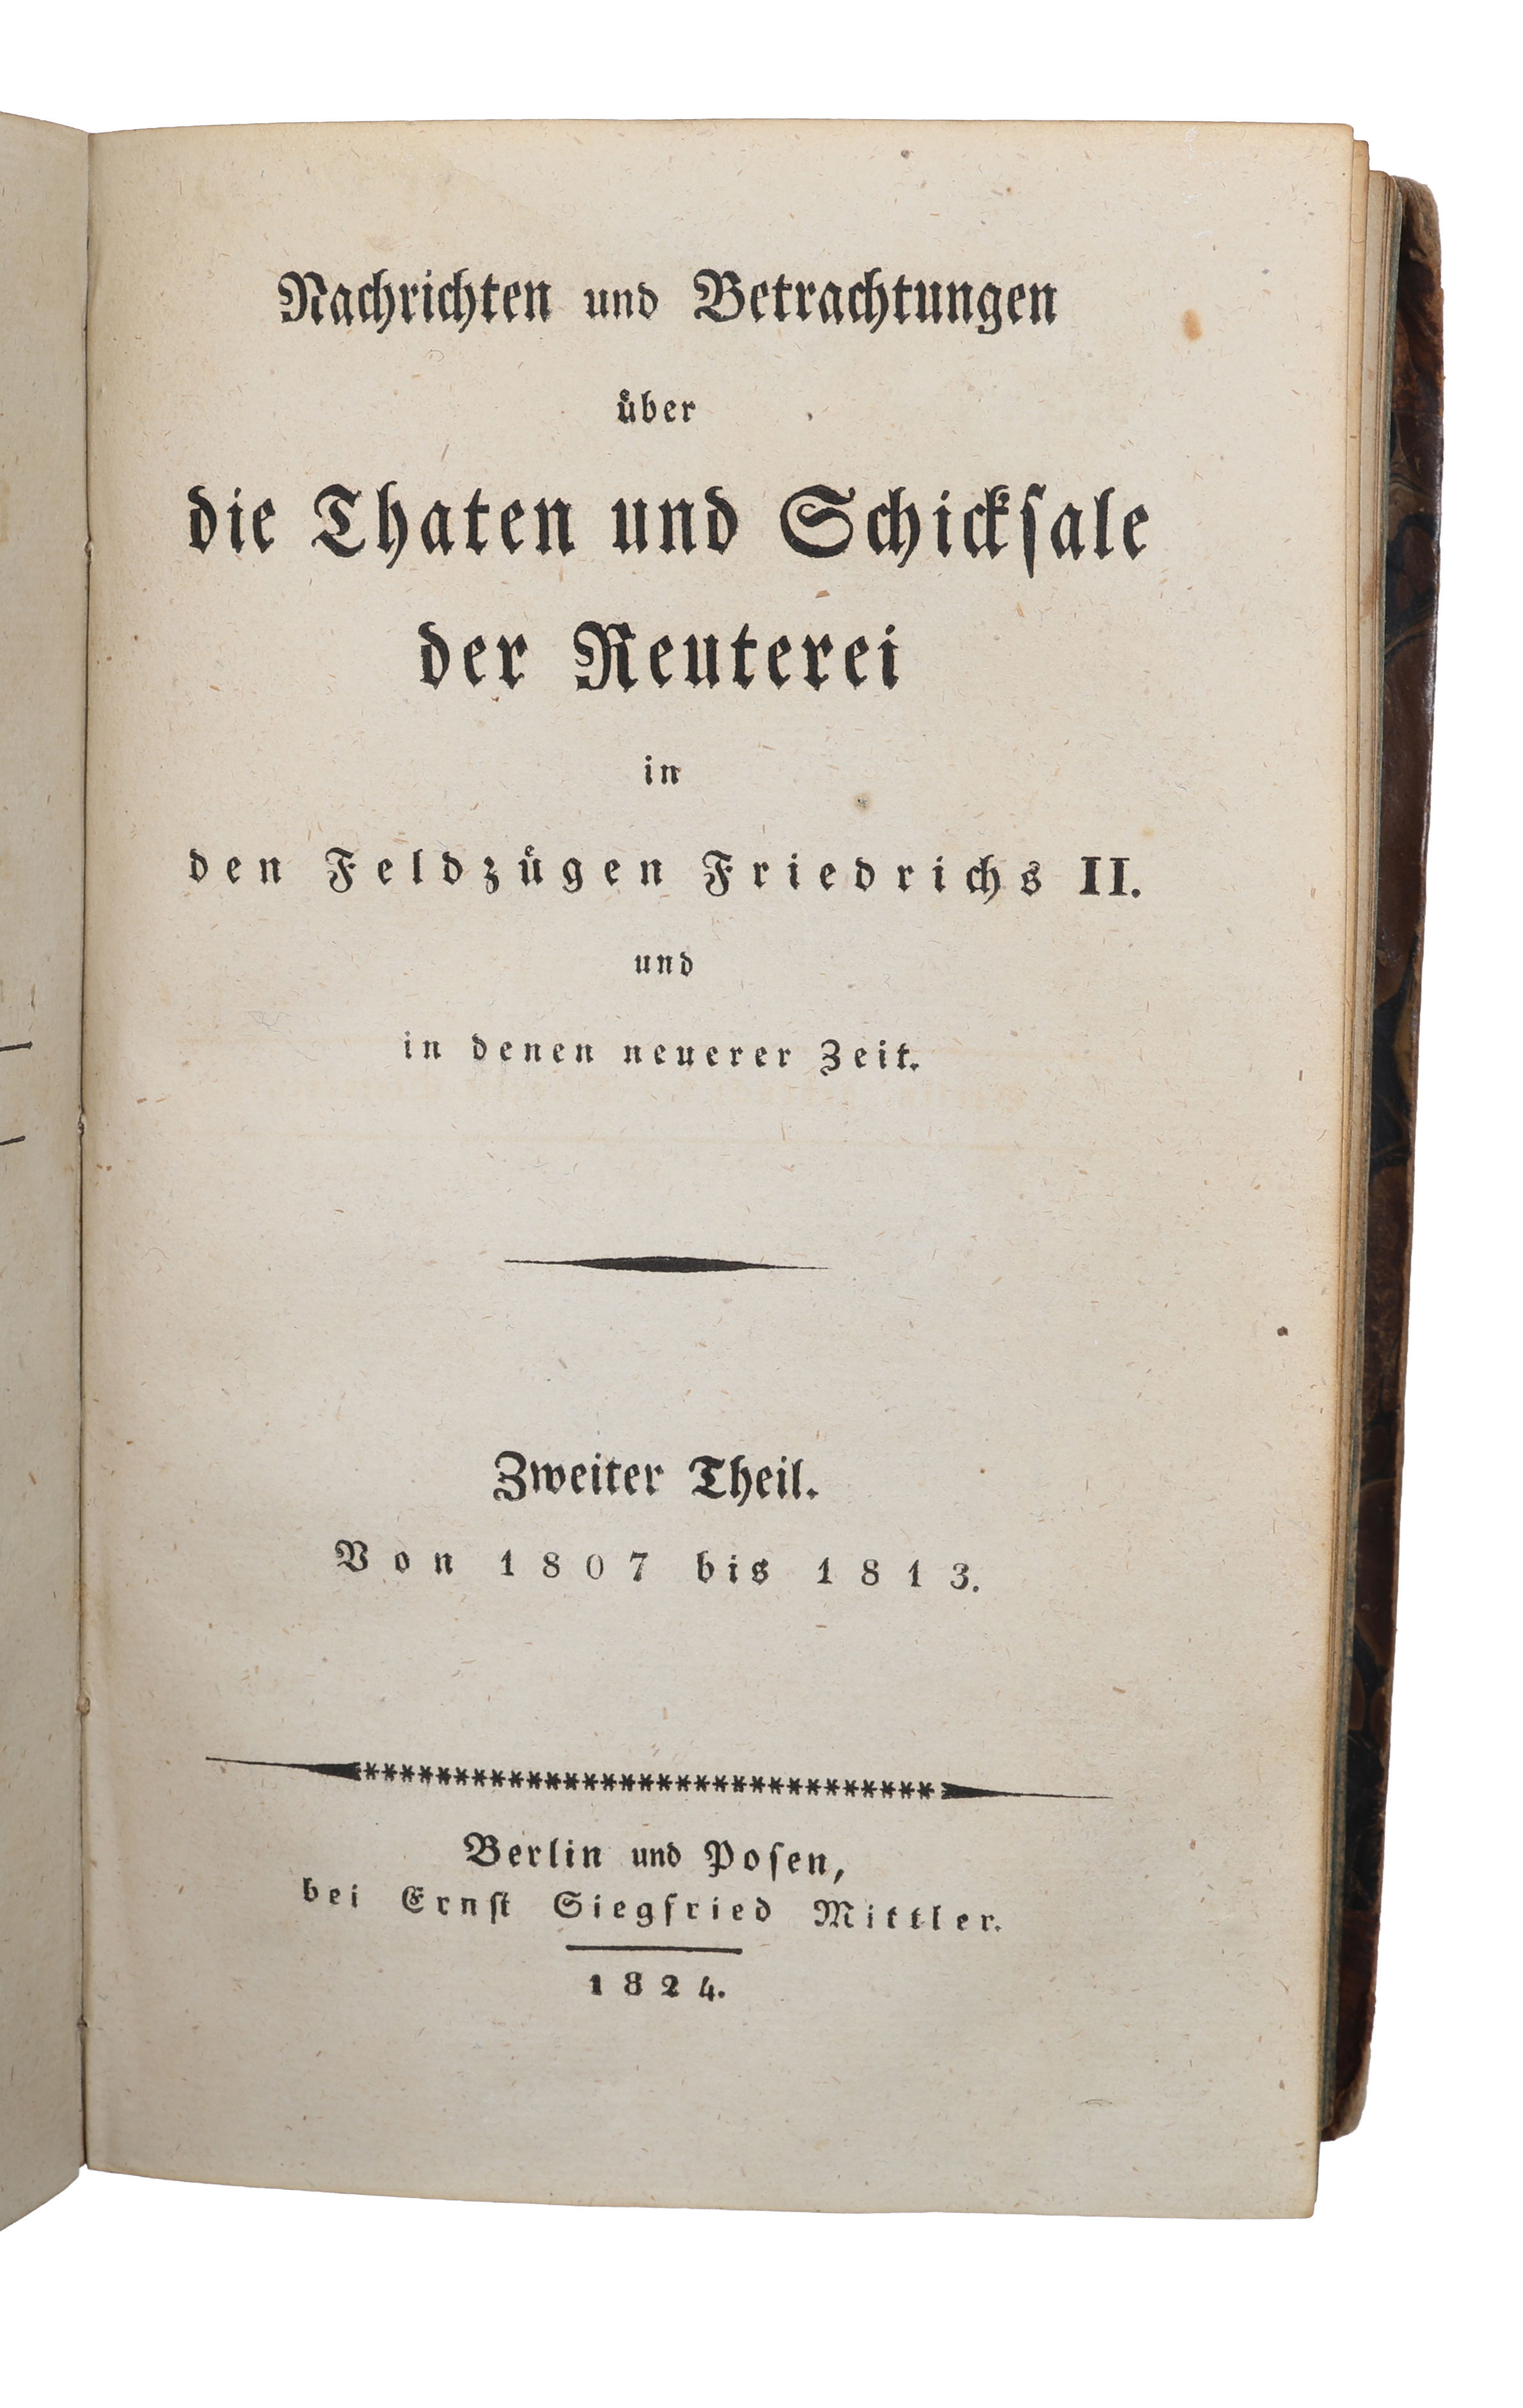 Nachrichten und Betrachtungen
über
die Thaten und Schickſale
der Reuterei
in
den Feldzügen Friedrichs II.
und
in denen neuerer Zeit.
Zweiter Theil.
Von 1807 bis 1813.
Berlin und Poſen,
bei Ernſt Siegfried Mittler.
1824.